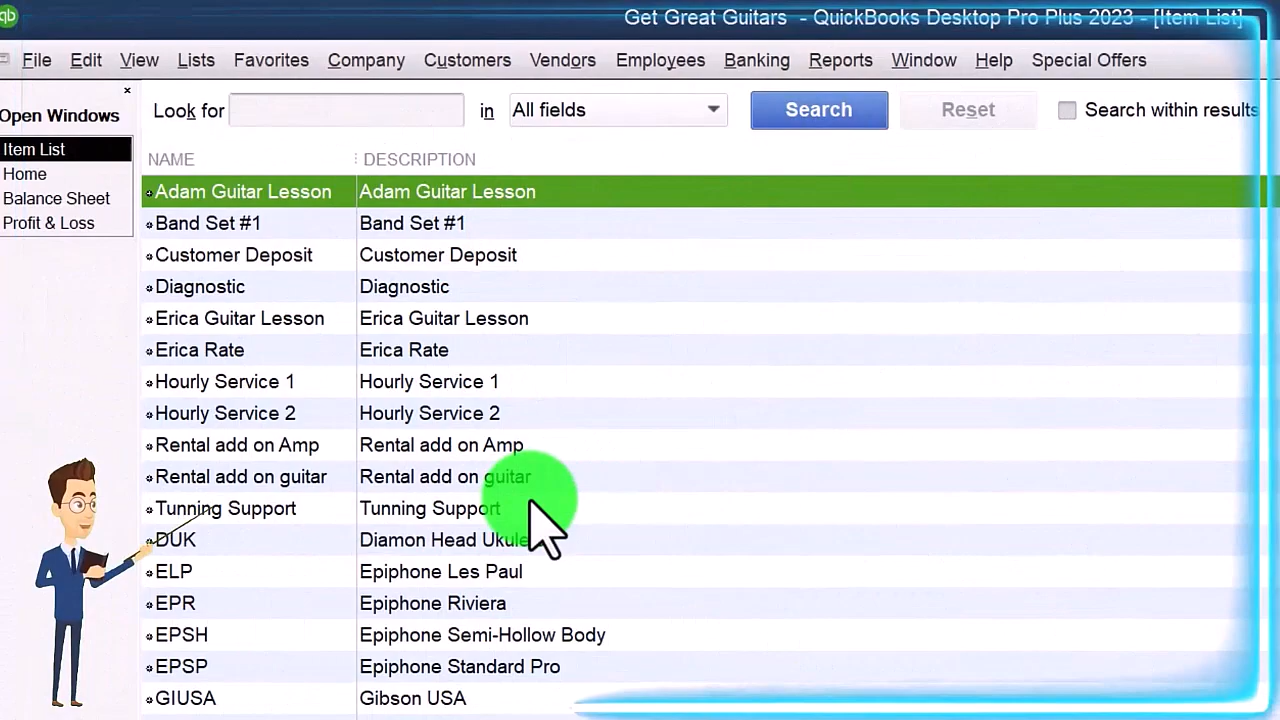 qb
Get Great Guitars - QuickBooks Desktop Pro Plus 2023 - [Item List]
File Edit View Lists Favorites Company Customers Vendors Employees Banking Reports Window Help Special Offers
Open Windows
Item List
Home
Balance Sheet
Profit & Loss
Look for in All fields Search Reset Search within results
NAME DESCRIPTION
Adam Guitar Lesson Adam Guitar Lesson
Band Set #1 Band Set #1
Customer Deposit Customer Deposit
Diagnostic Diagnostic
Erica Guitar Lesson Erica Guitar Lesson
Erica Rate Erica Rate
Hourly Service 1 Hourly Service 1
Hourly Service 2 Hourly Service 2
Rental add on Amp Rental add on Amp
Rental add on guitar Rental add on guitar
Tunning Support Tunning Support
DUK Diamon Head Ukule
ELP Epiphone Les Paul
EPR Epiphone Riviera
EPSH Epiphone Semi-Hollow Body
EPSP Epiphone Standard Pro
GIUSA Gibson USA